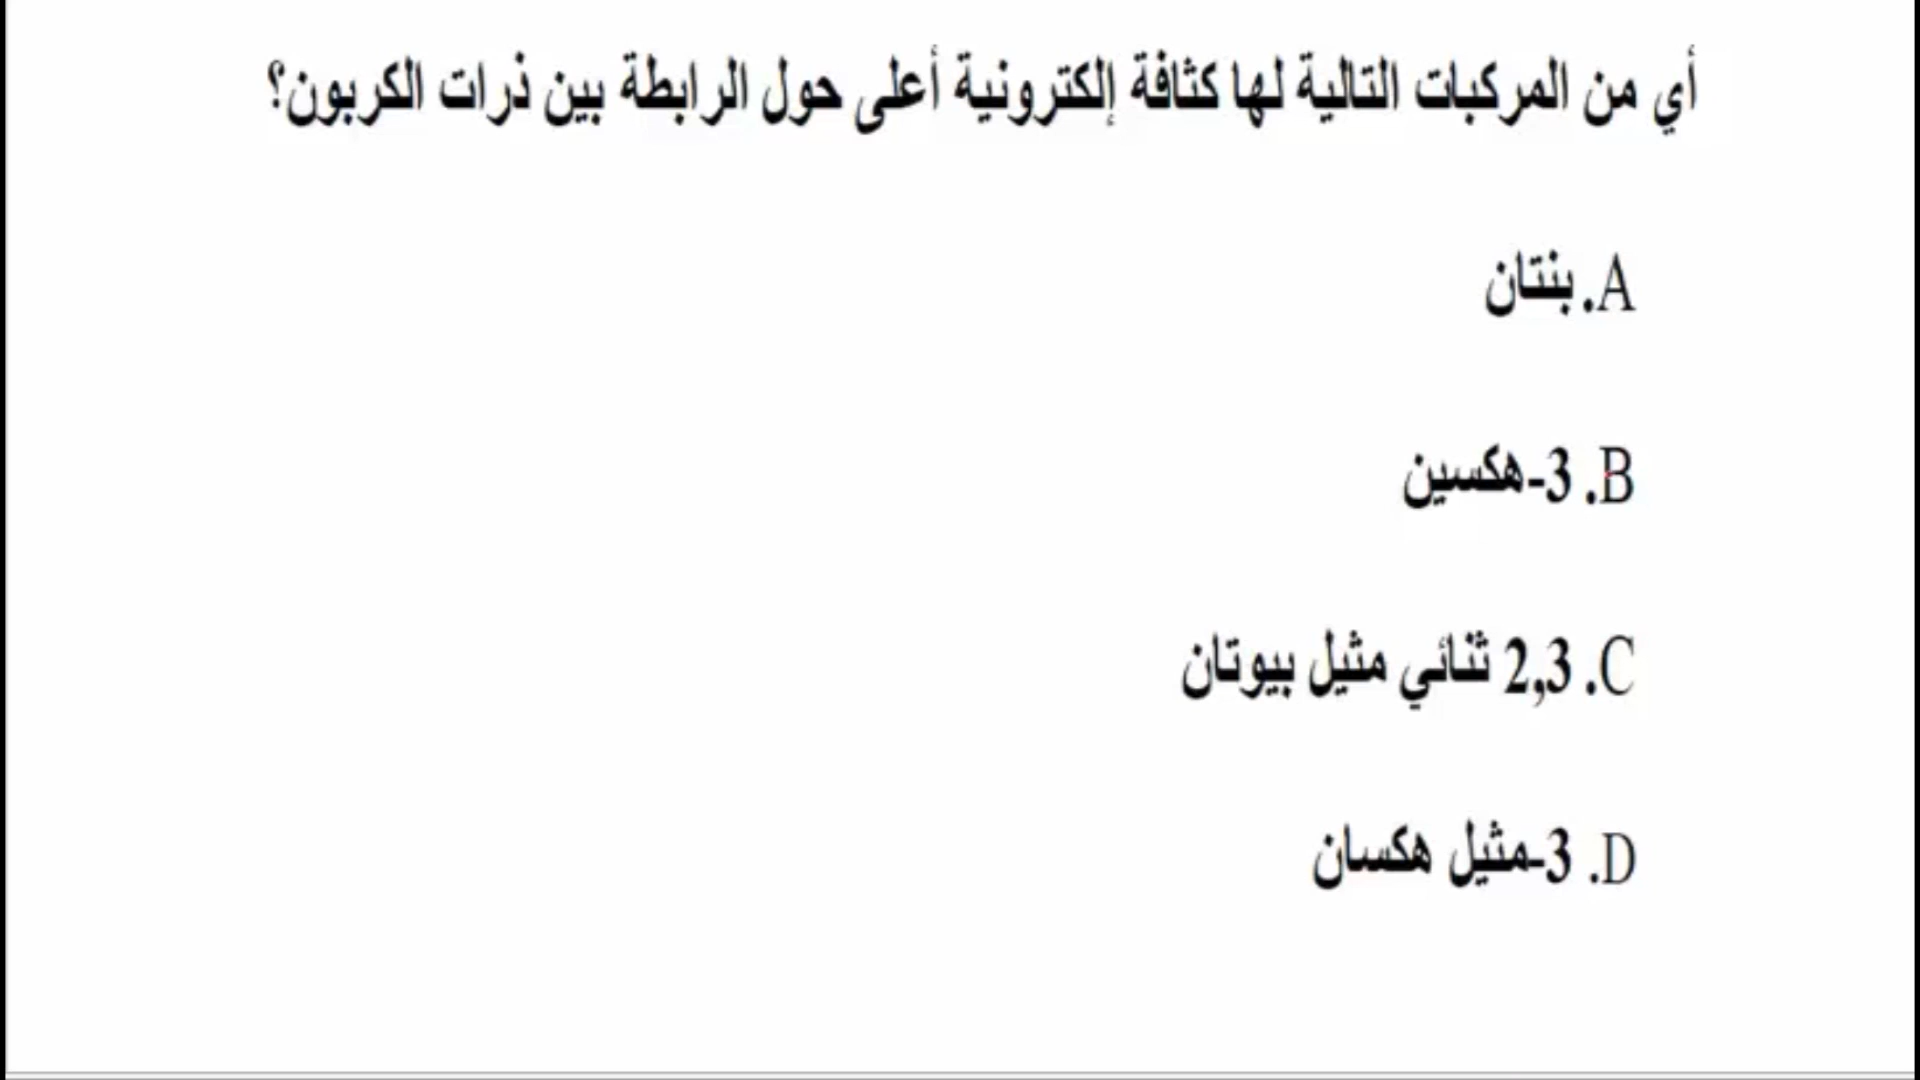 أي من المركبات التالية لها كثافة إلكترونية أعلى حول الرابطة بين ذرات الكربون؟
A. بنتان
B. 3-هكسين
C. 2,3 ثنائي مثيل بيوتان
D. 3-مثيل هكسان